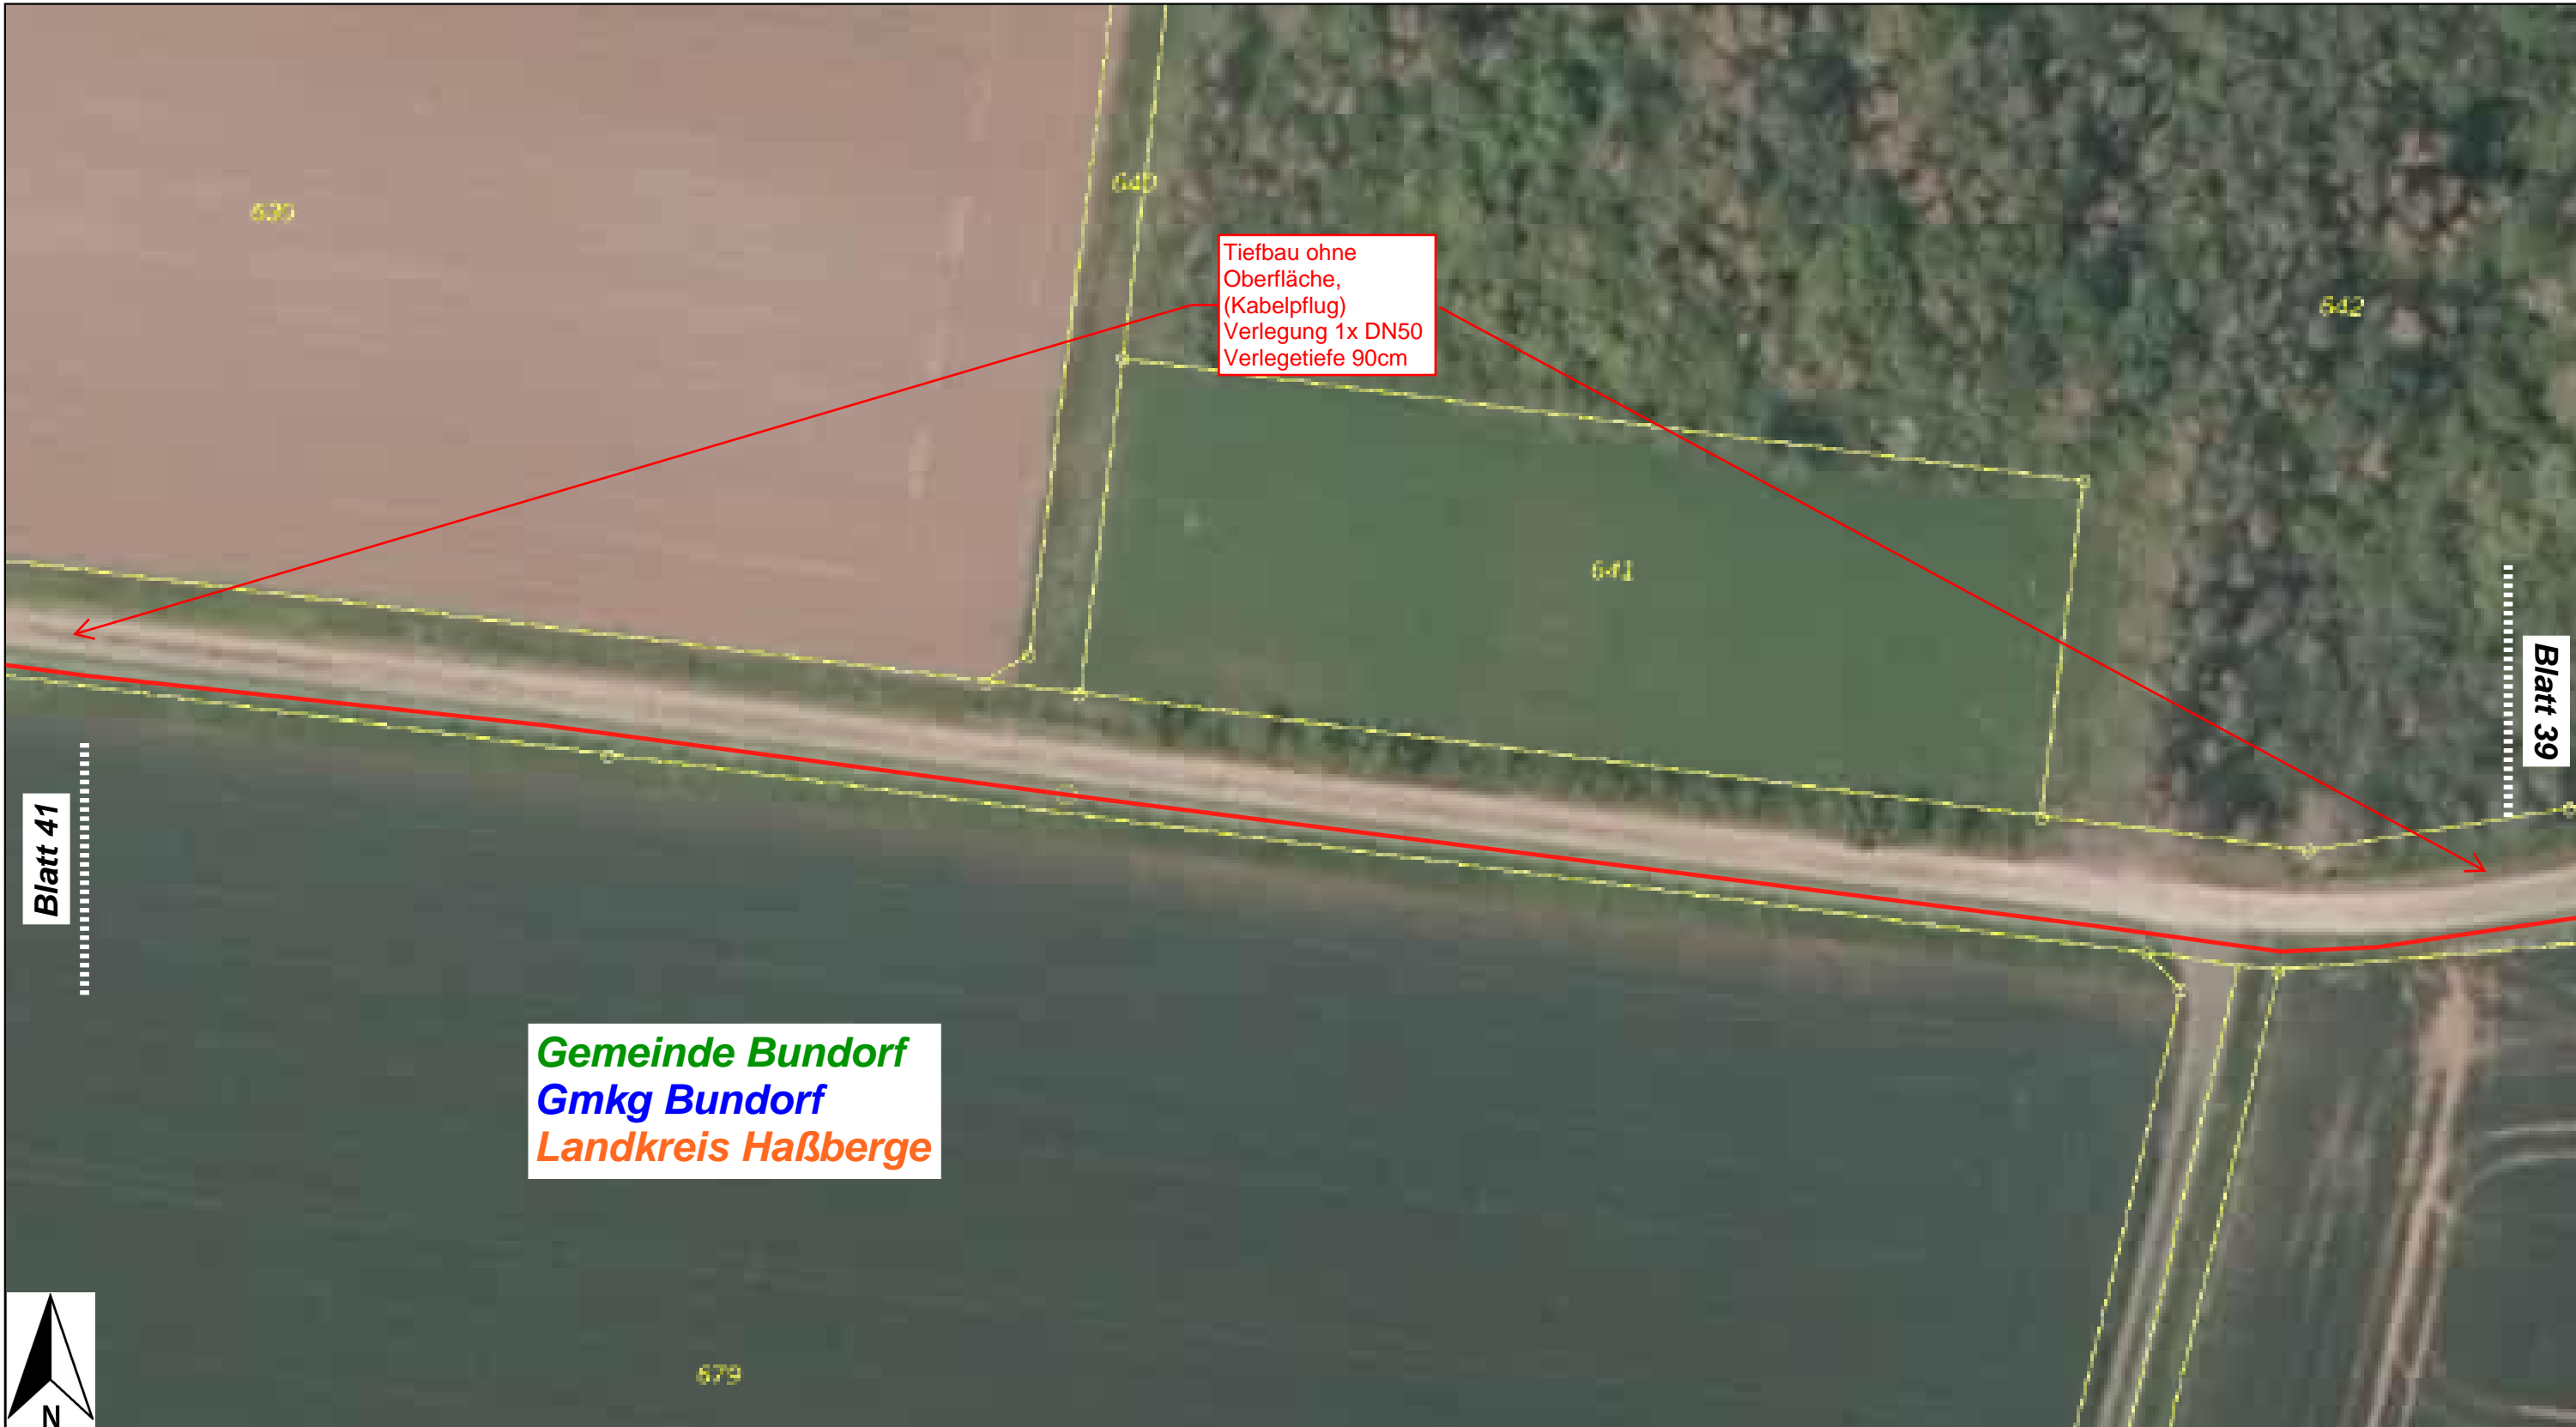 640
639
Tiefbau ohne
Oberfläche,
(Kabelpflug)
Verlegung 1x DN50
Verlegetiefe 90cm
642
641
Blatt 39
Blatt 41
Gemeinde Bundorf
Gmkg Bundorf
Landkreis Haßberge
679
N